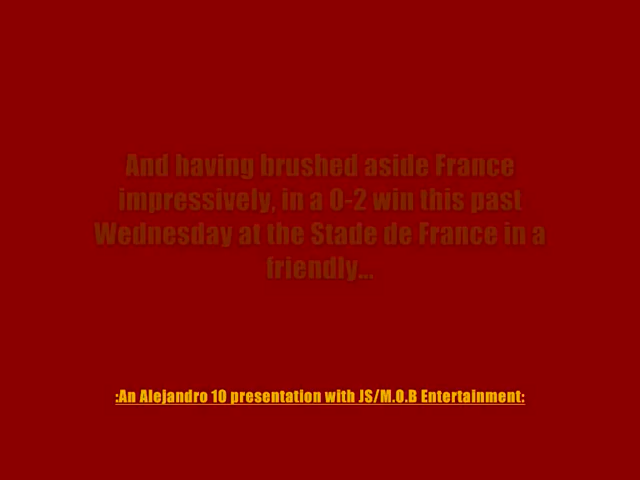 And having brushed aside France
impressively, in a 0-2 win this past
Wednesday at the Stade de France in a
friendly...
:An Alejandro 10 presentation with JS/M.O.B Entertainment: